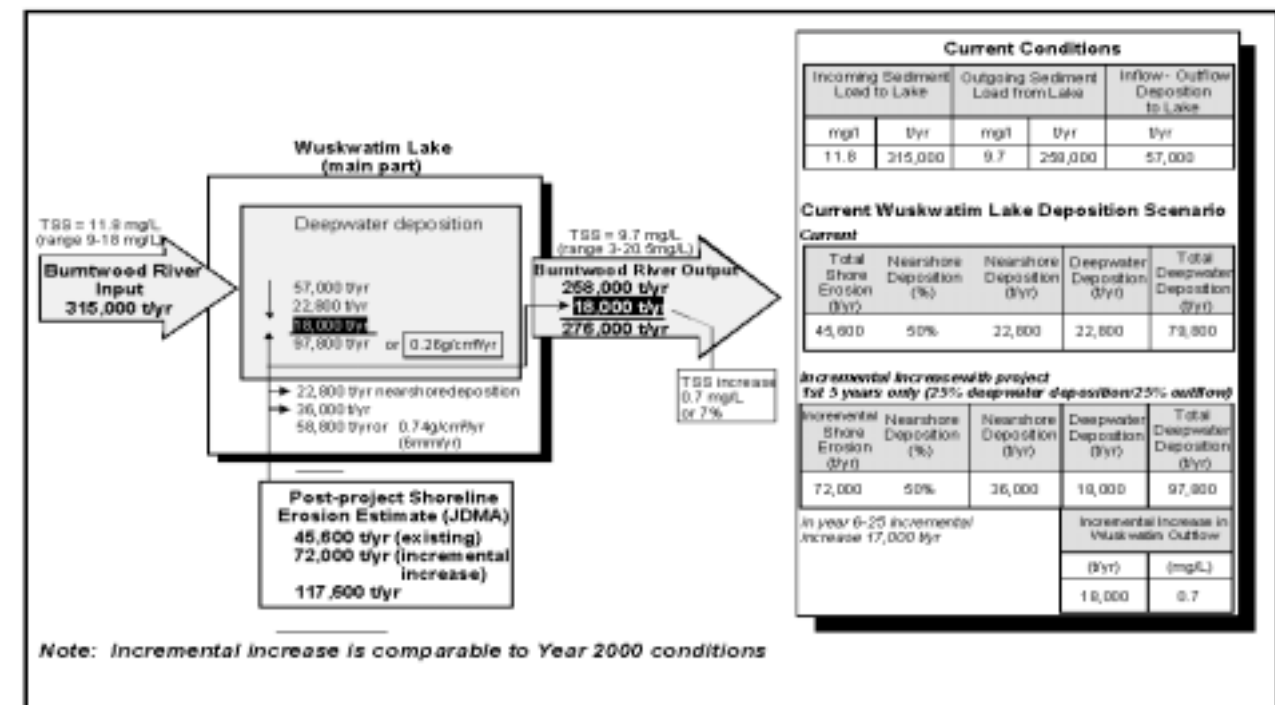 Wuskwatim Lake
(main part)
TSS = 11.8 mg/L
(range 9-18 mg/L)
Burntwood River
Input
315,000 t/yr
Deepwater deposition
57,000 t/yr
22,800 t/yr
18,000 t/yr
97,800 t/yr or 0.26g/cm²/yr
22,800 t/yr nearshore deposition
36,000 t/yr
58,800 t/yr or 0.74g/cm²/yr
(6mm/yr)
TSS = 9.7 mg/L
(range 3-20.5mg/L)
Burntwood River Output
258,000 t/yr
18,000 t/yr
276,000 t/yr
TSS increase
0.7 mg/L
or 7%
Post-project Shoreline
Erosion Estimate (JDMA)
45,600 t/yr (existing)
72,000 t/yr (incremental
increase)
117,600 t/yr
Current Conditions
Incoming Sediment Load to Lake
Outgoing Sediment Load from Lake
Inflow - Outflow Deposition to Lake
mg/l t/yr mg/l t/yr t/yr
11.8 315,000 9.7 258,000 57,000
Current Wuskwatim Lake Deposition Scenario
Current
Total Shore Erosion (t/yr)
Nearshore Deposition (%)
Nearshore Deposition (t/yr)
Deepwater Deposition (t/yr)
Total Deepwater Deposition (t/yr)
45,600 50% 22,800 22,800 79,800
Incremental Increase with project
1st 5 years only (25% deepwater deposition/25% outflow)
Incremental Shore Erosion (t/yr)
Nearshore Deposition (%)
Nearshore Deposition (t/yr)
Deepwater Deposition (t/yr)
Total Deepwater Deposition (t/yr)
72,000 50% 36,000 18,000 97,800
In year 6-25 incremental
increase 17,000 t/yr
Incremental Increase in
Wuskwatim Outflow
(t/yr) (mg/L)
18,000 0.7
Note: Incremental increase is comparable to Year 2000 conditions